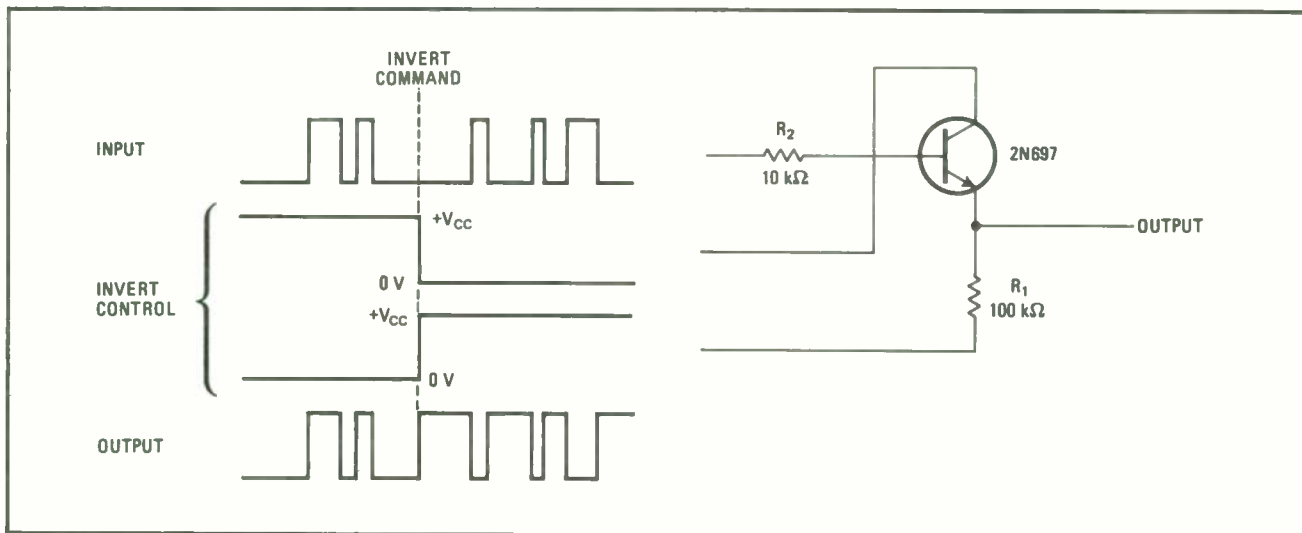 INVERT
COMMAND
INPUT
R2
10 kΩ
2N697
+VCC
OUTPUT
0 V
INVERT
CONTROL
+VCC
R1
100 kΩ
0 V
OUTPUT